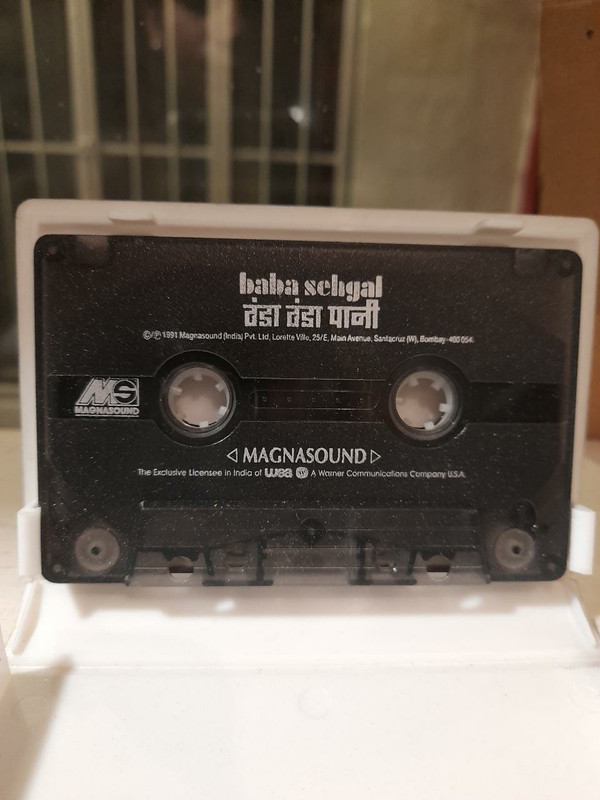 baba sehgal
ठंडा ठंडा पानी
©/℗ 1991 Magnasound (India) Pvt. Ltd, Lorette Ville, 25/E, Main Avenue, Santacruz (W), Bombay-400 054.
MS
MAGNASOUND
◁ MAGNASOUND ▷
The Exclusive Licensee in India of wea A Warner Communications Company U.S.A.